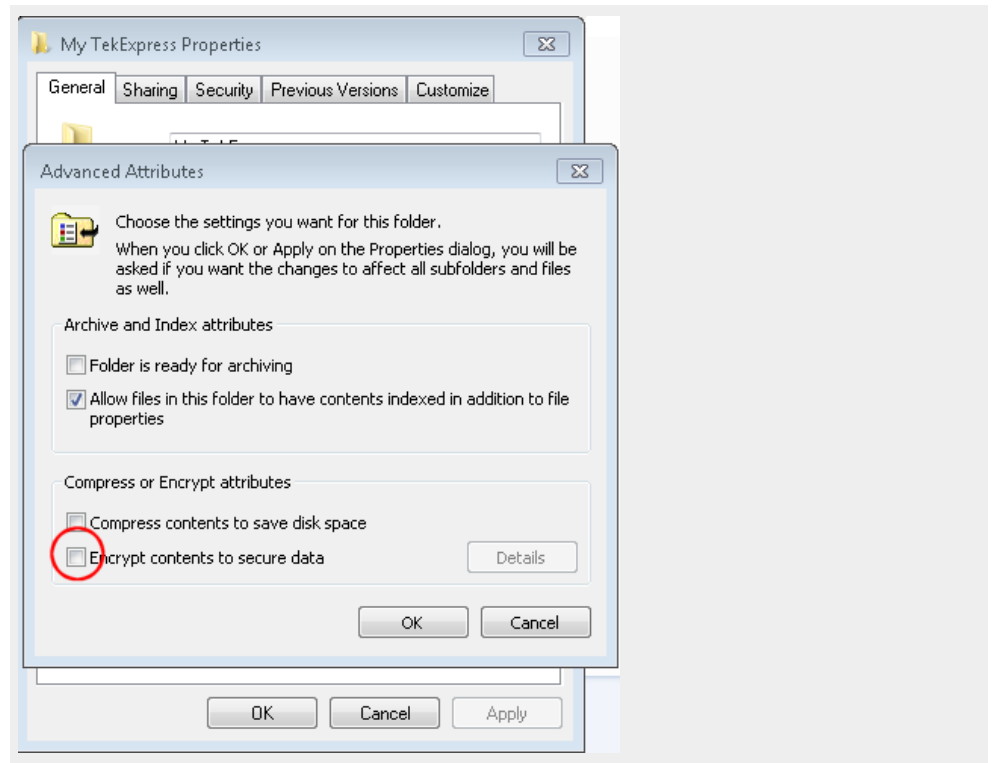 My TekExpress Properties
General Sharing Security Previous Versions Customize
Advanced Attributes
Choose the settings you want for this folder.
When you click OK or Apply on the Properties dialog, you will be
asked if you want the changes to affect all subfolders and files
as well.
Archive and Index attributes
Folder is ready for archiving
Allow files in this folder to have contents indexed in addition to file
properties
Compress or Encrypt attributes
Compress contents to save disk space
Encrypt contents to secure data Details
OK Cancel
OK Cancel Apply